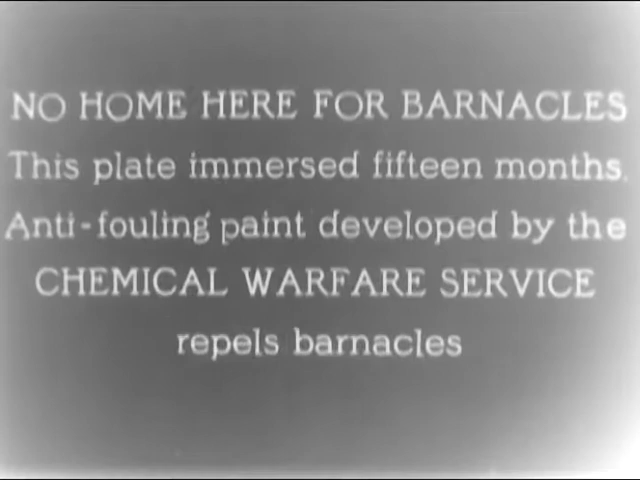 NO HOME HERE FOR BARNACLES
This plate immersed fifteen months.
Anti-fouling paint developed by the
CHEMICAL WARFARE SERVICE
repels barnacles